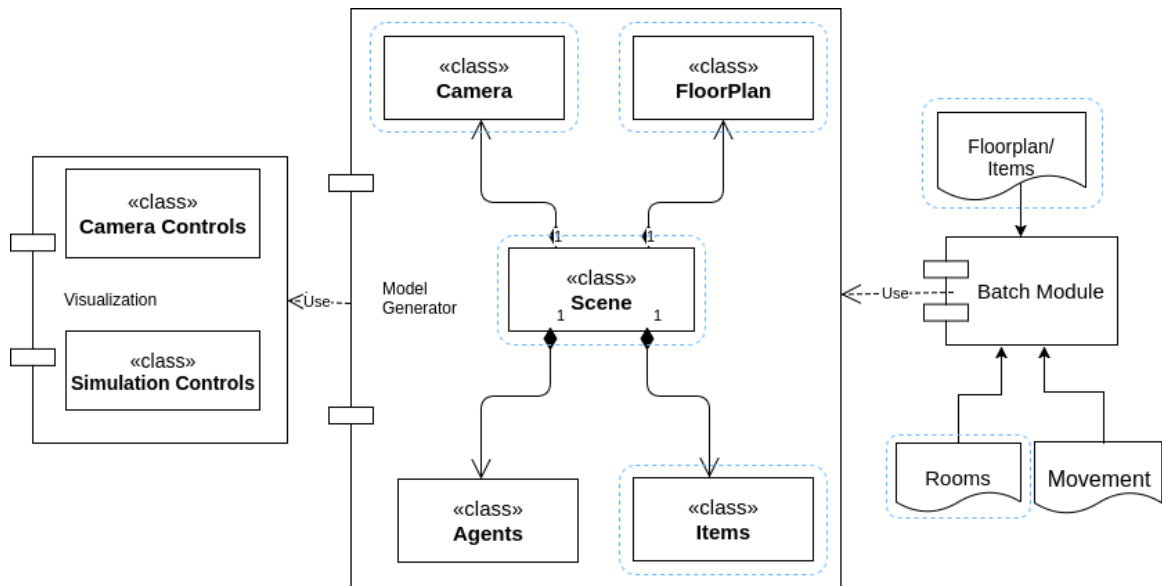 «class»
Camera Controls
Visualization
«class»
Simulation Controls
Use
«class»
Camera
«class»
FloorPlan
1
1
Model
Generator
«class»
Scene
1
1
«class»
Agents
«class»
Items
Use
Floorplan/
Items
Batch Module
Rooms
Movement